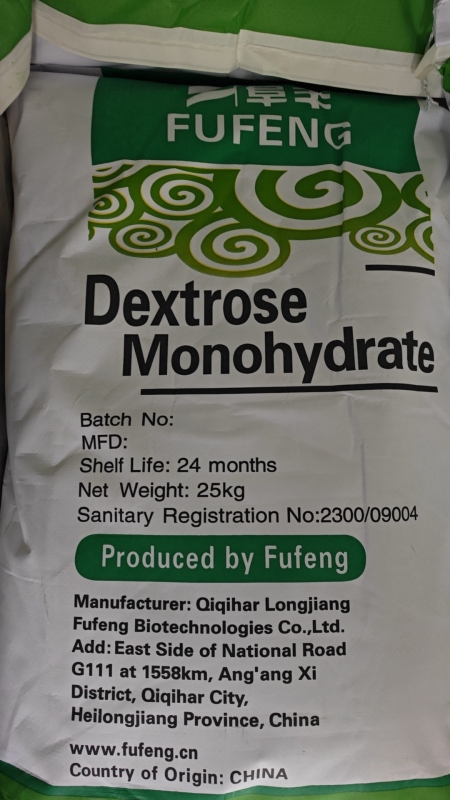 FUFENG
Dextrose
Monohydrate
Batch No:
MFD:
Shelf Life: 24 months
Net Weight: 25kg
Sanitary Registration No:2300/09004
Produced by Fufeng
Manufacturer: Qiqihar Longjiang
Fufeng Biotechnologies Co.,Ltd.
Add:East Side of National Road
G111 at 1558km, Ang'ang Xi
District, Qiqihar City,
Heilongjiang Province, China
www.fufeng.cn
Country of Origin: CHINA